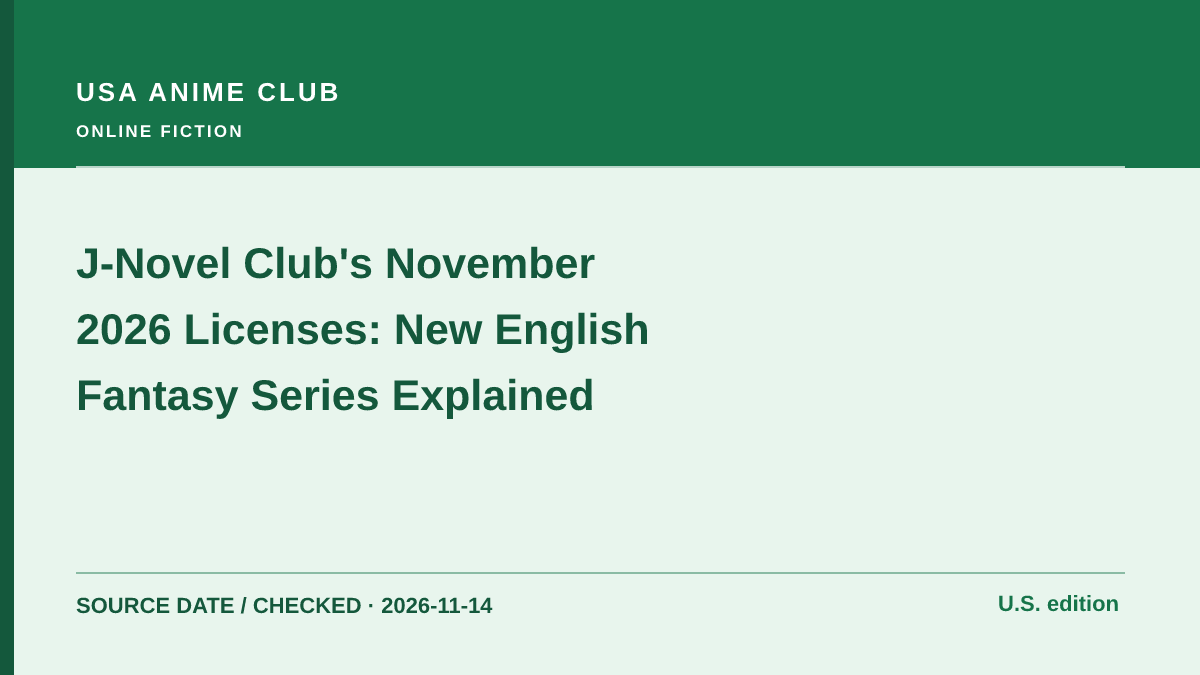 USA ANIME CLUB
ONLINE FICTION
J-Novel Club's November
2026 Licenses: New English
Fantasy Series Explained
SOURCE DATE / CHECKED · 2026-11-14
U.S. edition